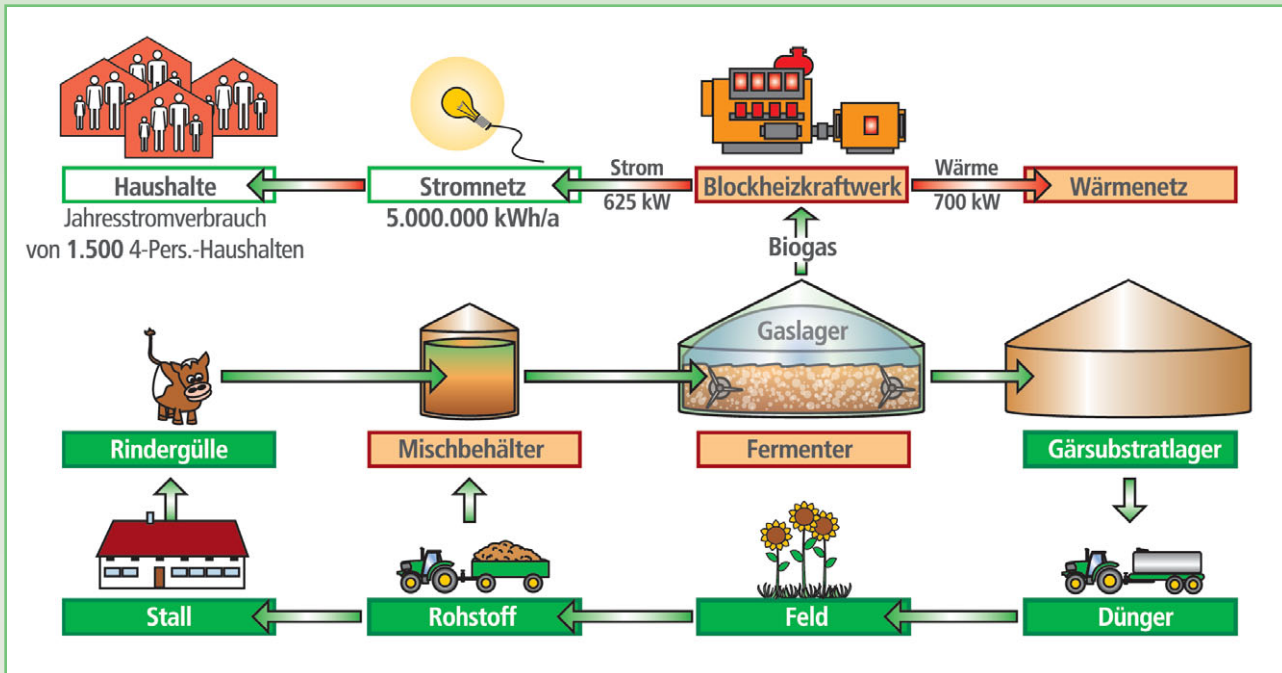 Haushalte
Jahresstromverbrauch
von 1.500 4-Pers.-Haushalten
Stromnetz
5.000.000 kWh/a
Strom
625 kW
Blockheizkraftwerk
Wärme
700 kW
Wärmenetz
Biogas
Gaslager
Rindergülle
Mischbehälter
Fermenter
Gärsubstratlager
Stall
Rohstoff
Feld
Dünger